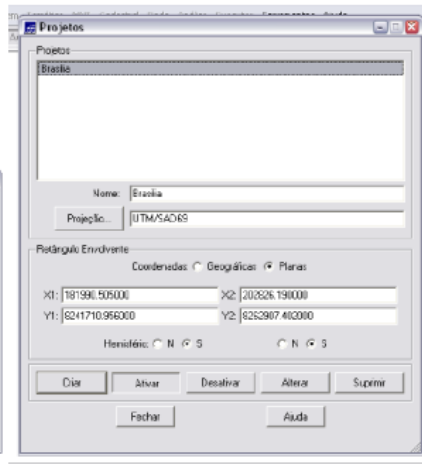 Projetos
Projetos
Brasilia
Nome: Brasilia
Projeção... UTM/SAD69
Retângulo Envolvente
Coordenadas: Geográficas Planas
X1: 181990.505000 X2: 202826.190000
Y1: 8241710.956000 Y2: 8262907.482000
Hemisfério: N S N S
Criar Ativar Desativar Alterar Suprimir
Fechar Ajuda